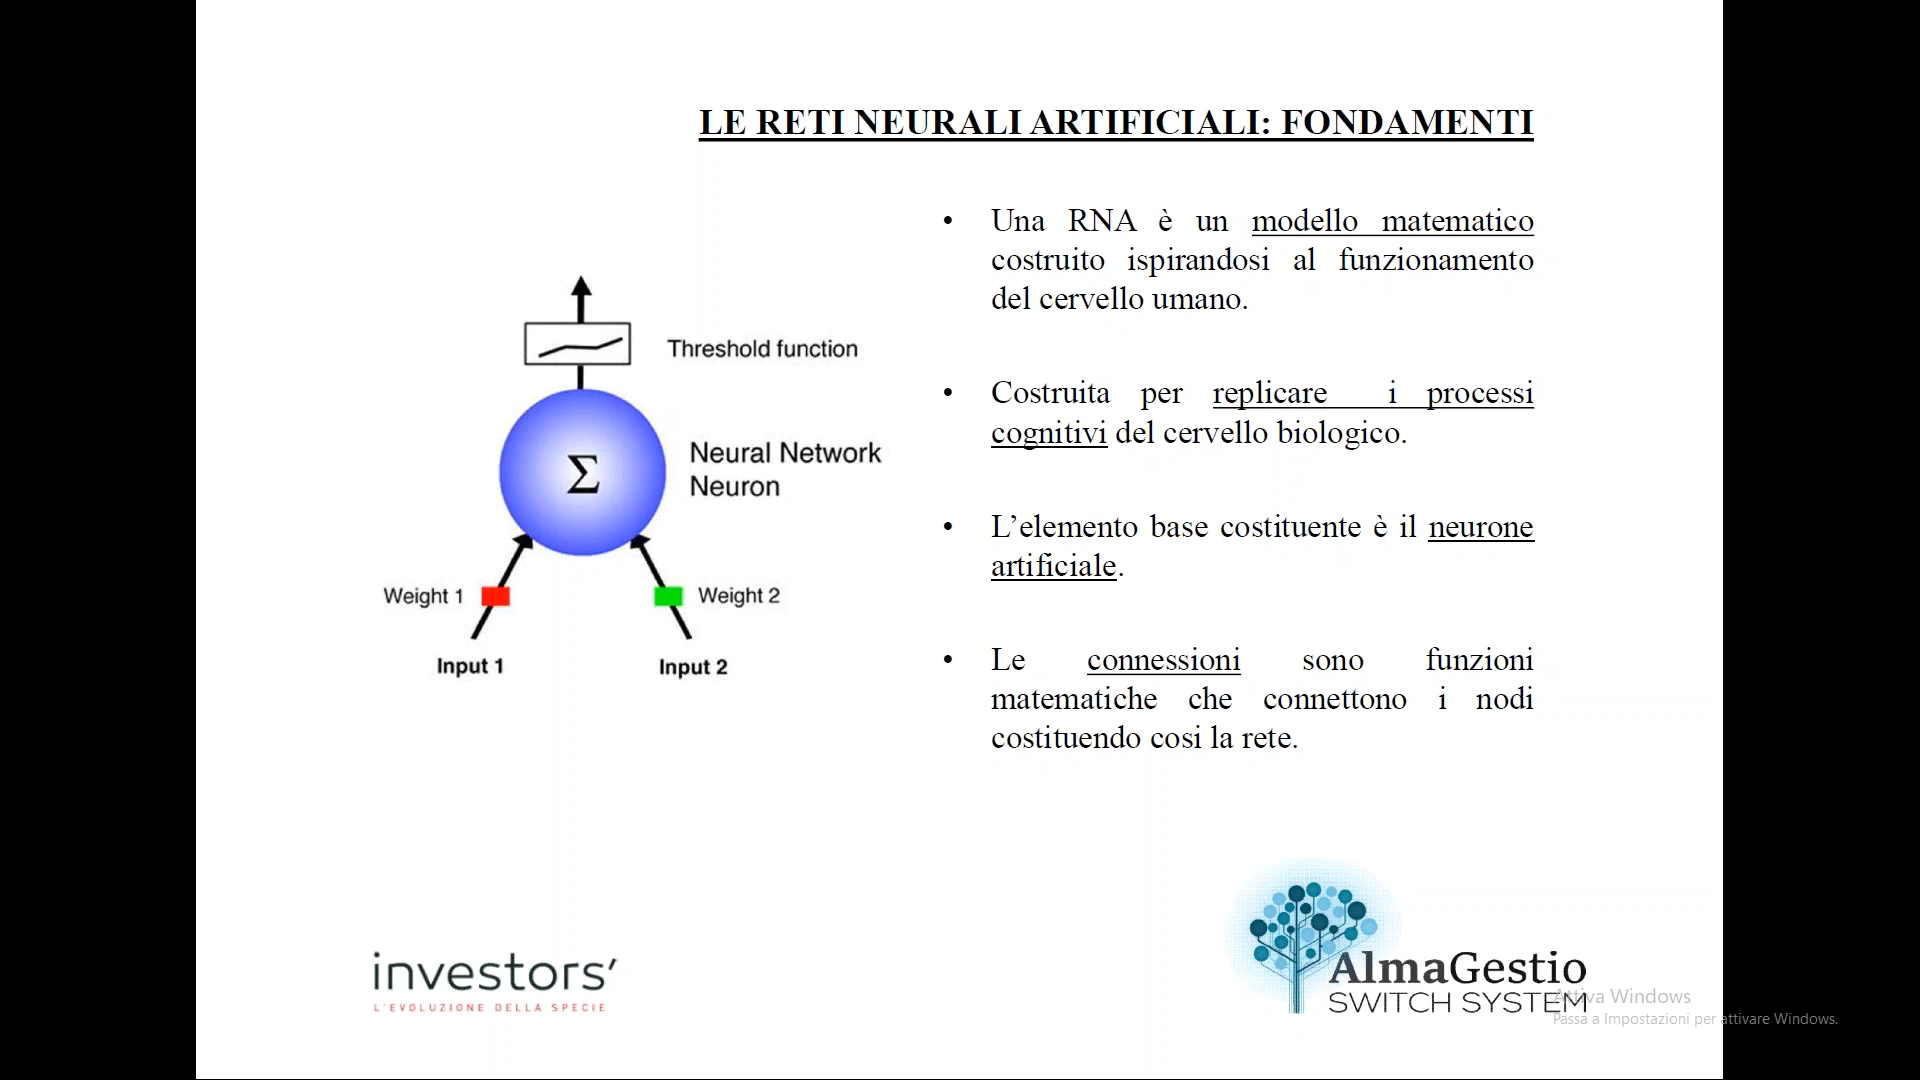 LE RETI NEURALI ARTIFICIALI: FONDAMENTI
• Una RNA è un modello matematico
costruito ispirandosi al funzionamento
del cervello umano.
• Costruita per replicare i processi
cognitivi del cervello biologico.
• L’elemento base costituente è il neurone
artificiale.
• Le connessioni sono funzioni
matematiche che connettono i nodi
costituendo cosi la rete.
Threshold function
Σ
Neural Network
Neuron
Weight 1
Weight 2
Input 1
Input 2
investors’
L'EVOLUZIONE DELLA SPECIE
AlmaGestio
SWITCH SYSTEM
Attiva Windows
Passa a Impostazioni per attivare Windows.